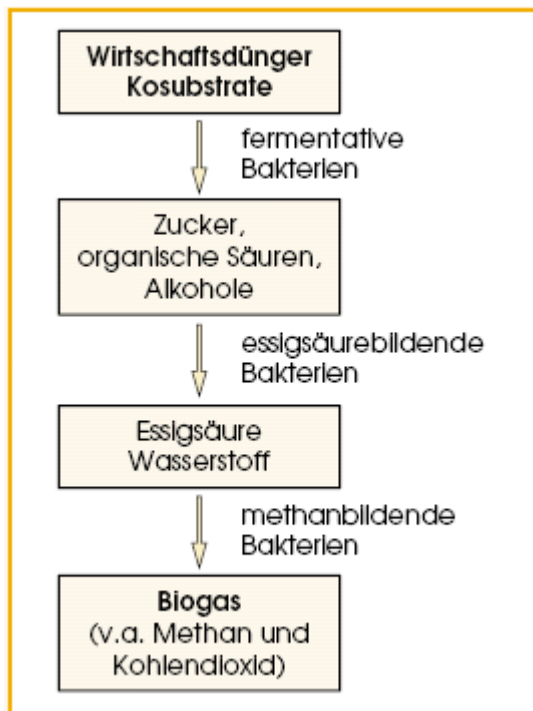 Wirtschaftsdünger
Kosubstrate
fermentative
Bakterien
Zucker,
organische Säuren,
Alkohole
essigsäurebildende
Bakterien
Essigsäure
Wasserstoff
methanbildende
Bakterien
Biogas
(v.a. Methan und
Kohlendioxid)